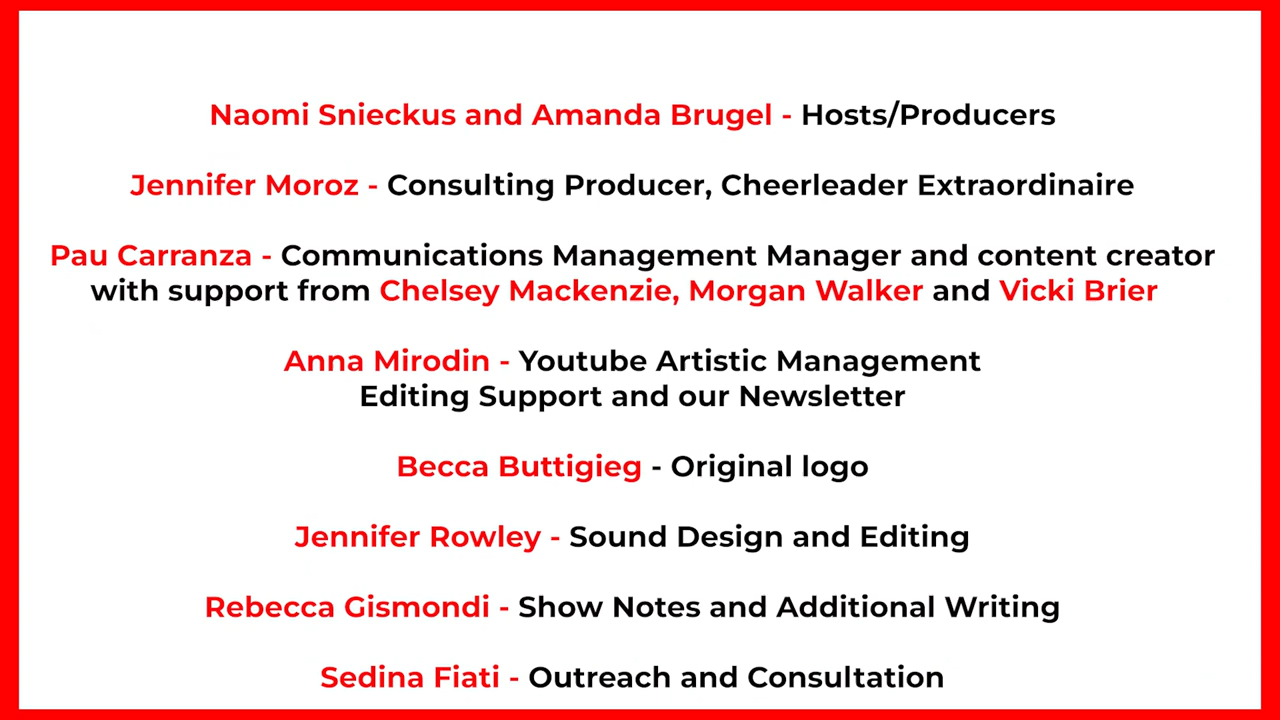 Naomi Snieckus and Amanda Brugel - Hosts/Producers
Jennifer Moroz - Consulting Producer, Cheerleader Extraordinaire
Pau Carranza - Communications Management Manager and content creator
with support from Chelsey Mackenzie, Morgan Walker and Vicki Brier
Anna Mirodin - Youtube Artistic Management
Editing Support and our Newsletter
Becca Buttigieg - Original logo
Jennifer Rowley - Sound Design and Editing
Rebecca Gismondi - Show Notes and Additional Writing
Sedina Fiati - Outreach and Consultation